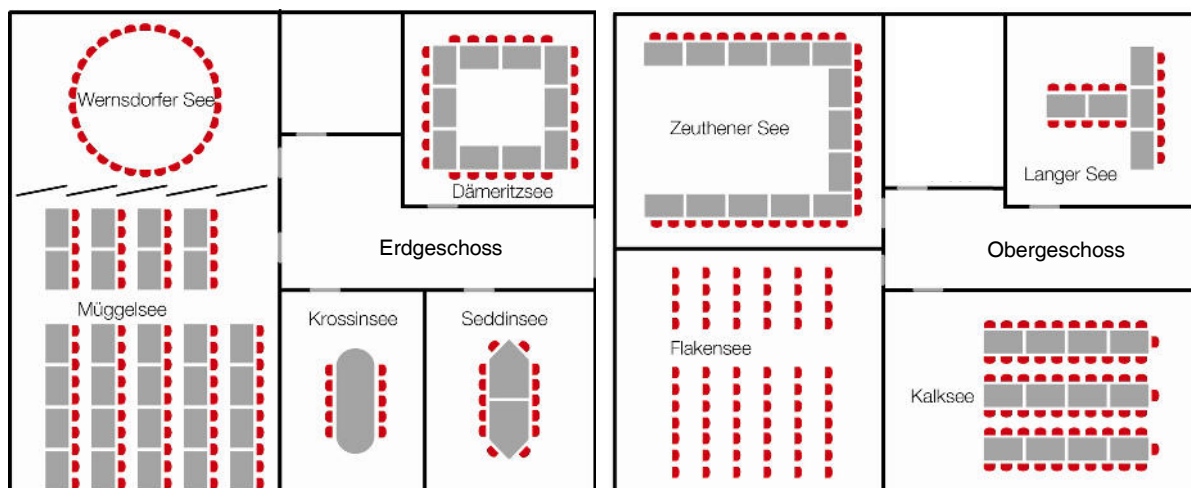 Wernsdorfer See
Dämeritzsee
Erdgeschoss
Müggelsee
Krossinsee
Seddinsee
Zeuthener See
Langer See
Obergeschoss
Flakensee
Kalksee